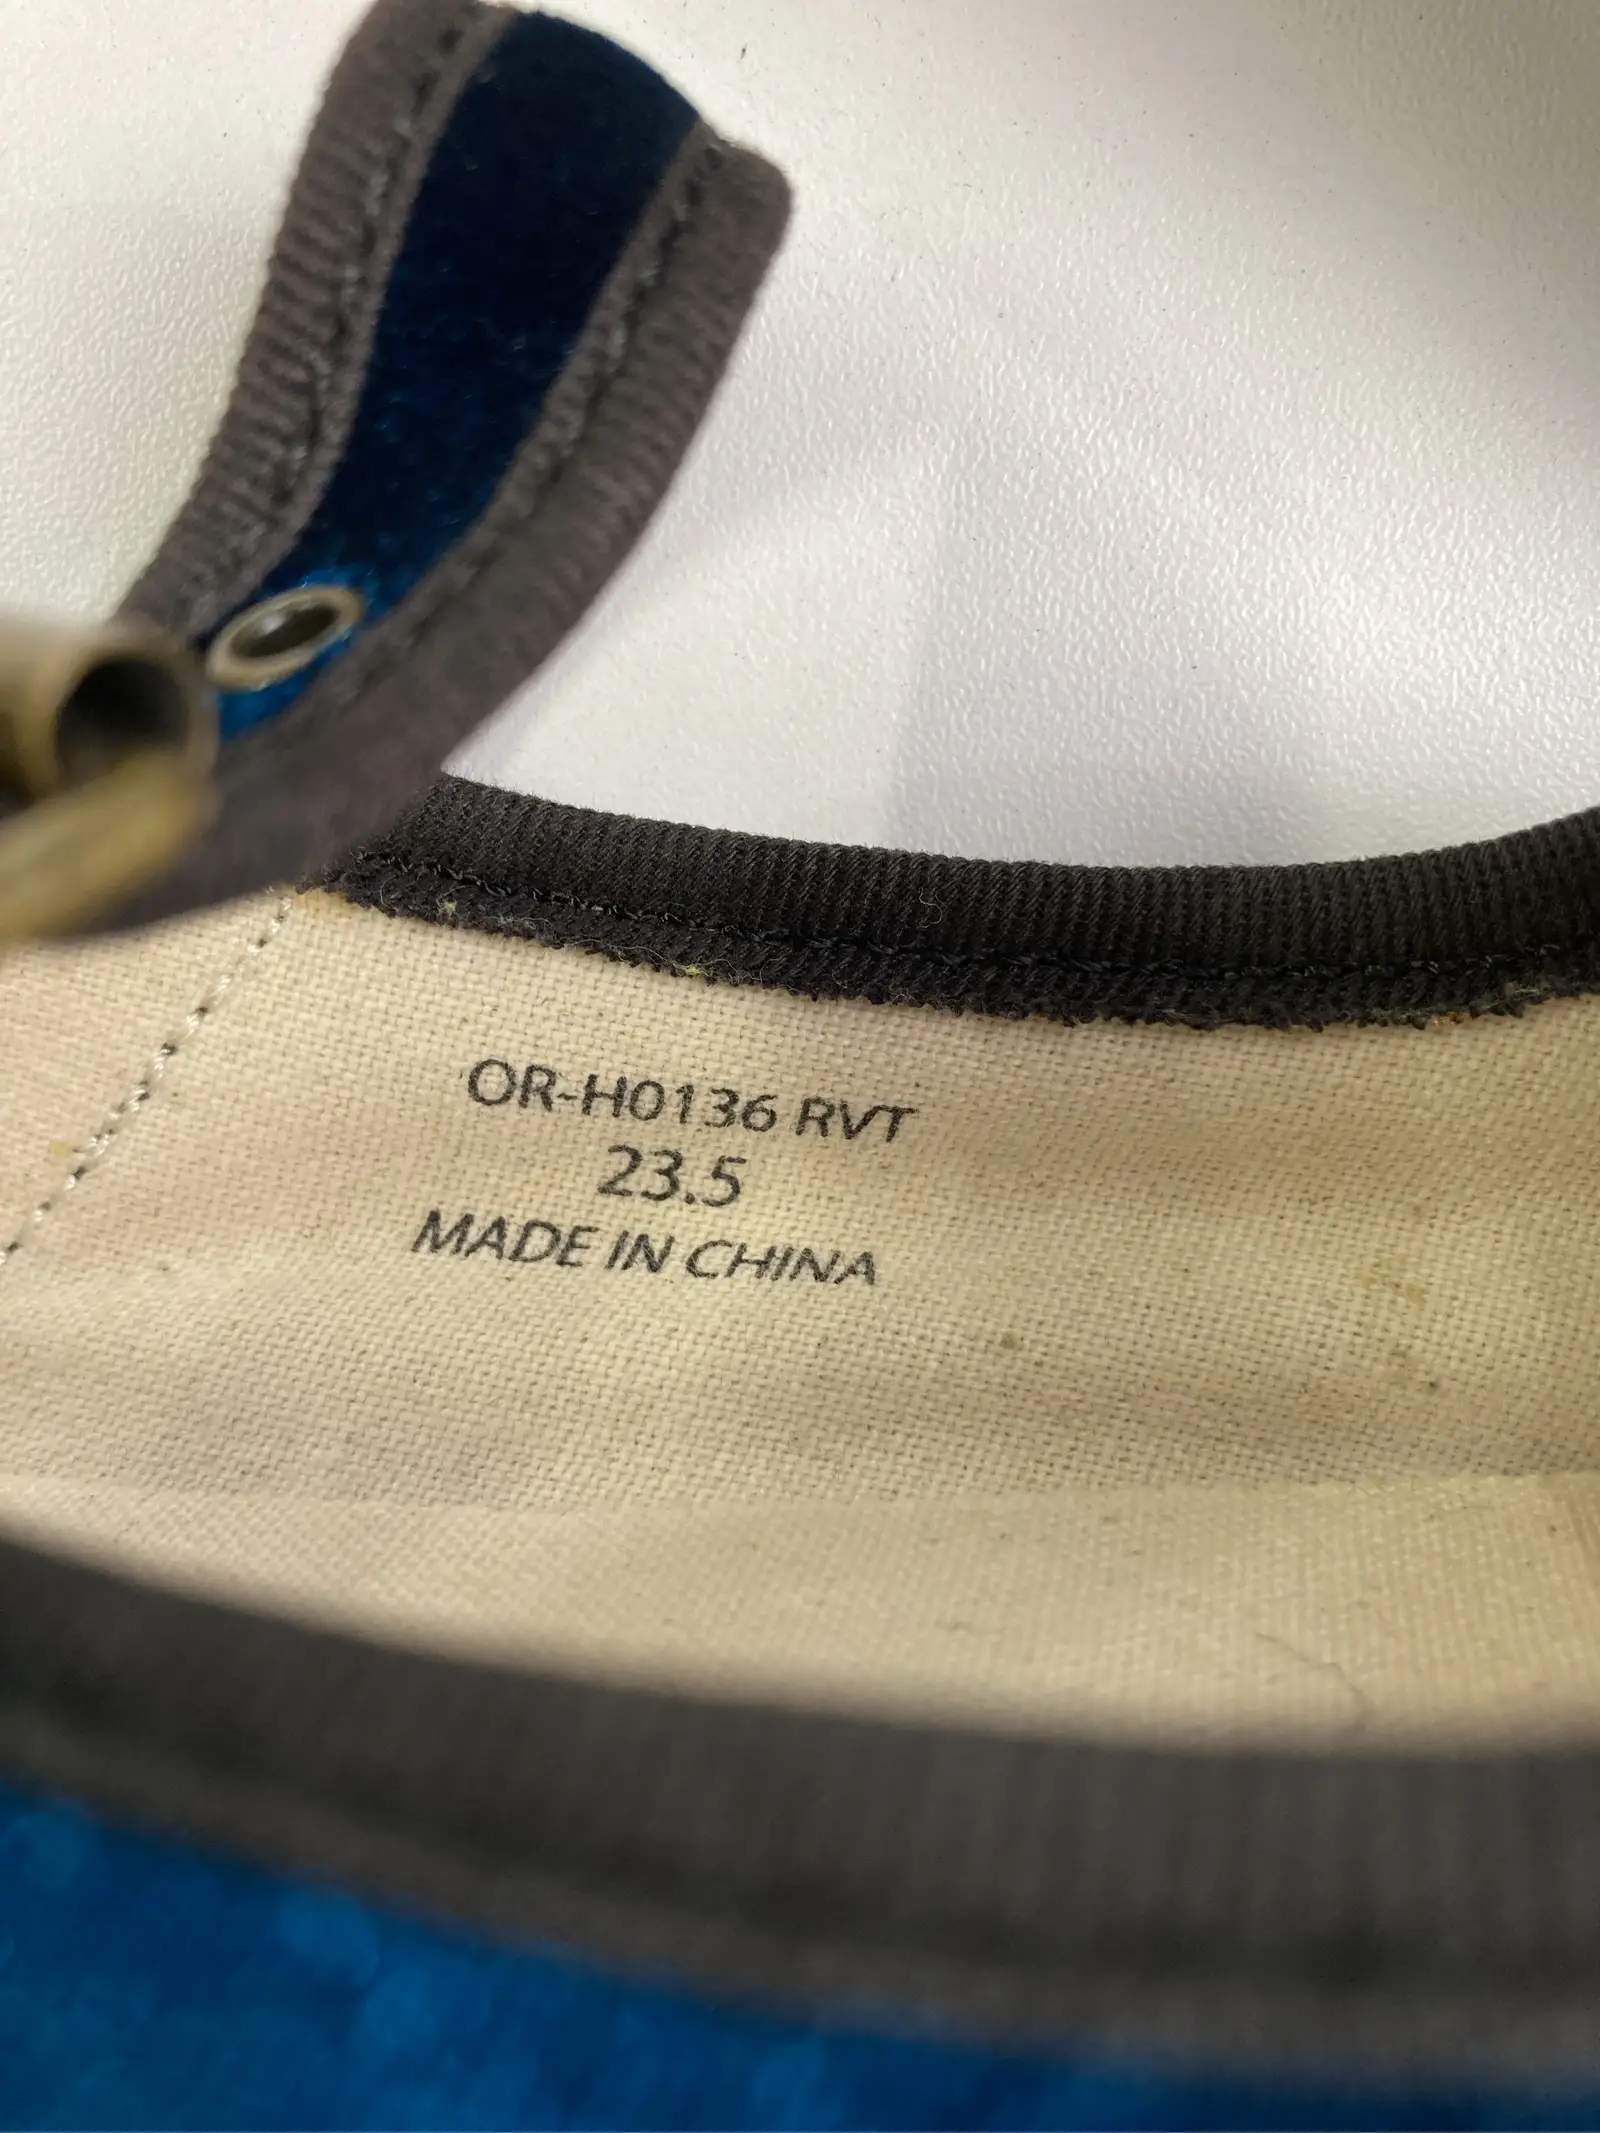 OR-H0136 RVT
23.5
MADE IN CHINA